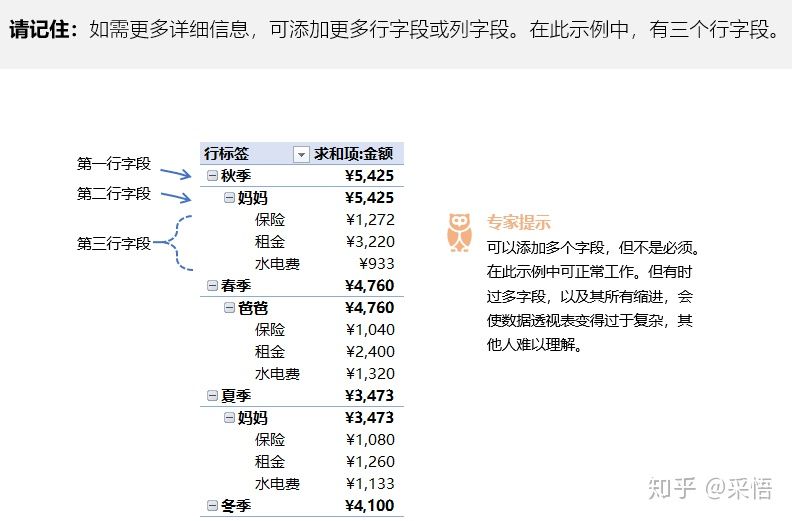 请记住：如需更多详细信息，可添加更多行字段或列字段。在此示例中，有三个行字段。
行标签 求和项:金额
第一行字段
秋季 ¥5,425
第二行字段
妈妈 ¥5,425
第三行字段
保险 ¥1,272
租金 ¥3,220
水电费 ¥933
春季 ¥4,760
爸爸 ¥4,760
保险 ¥1,040
租金 ¥2,400
水电费 ¥1,320
夏季 ¥3,473
妈妈 ¥3,473
保险 ¥1,080
租金 ¥1,260
水电费 ¥1,133
冬季 ¥4,100
专家提示
可以添加多个字段，但不是必须。
在此示例中可正常工作。但有时
过多字段，以及其所有缩进，会
使数据透视表变得过于复杂，其
他人难以理解。
知乎 @采悟